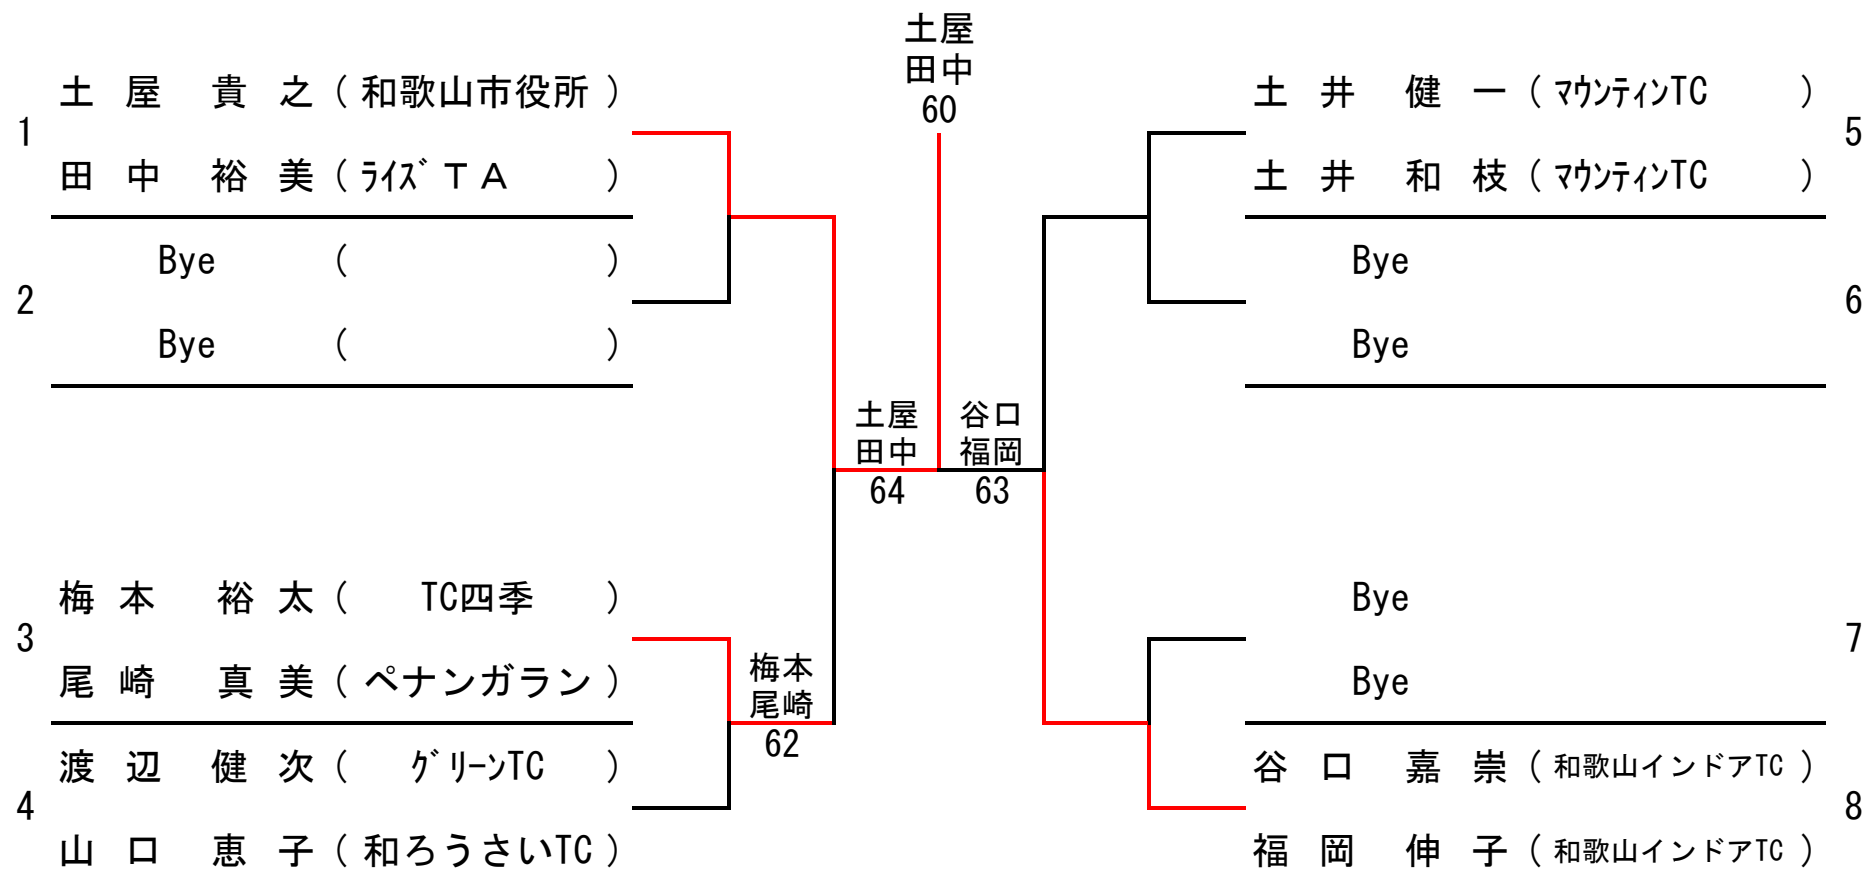 土屋
田中
60
1
土屋 貴之 ( 和歌山市役所 )
田中 裕美 ( ﾗｲｽﾞＴＡ )
2
Bye ( )
Bye ( )
3
梅本 裕太 ( TC四季 )
尾崎 真美 ( ペナンガラン )
4
渡辺 健次 ( ｸﾞﾘｰﾝTC )
山口 恵子 ( 和ろうさいTC )
梅本
尾崎
62
土屋
田中
64
谷口
福岡
63
土井 健一 ( ﾏｳﾝﾃｨﾝTC )
土井 和枝 ( ﾏｳﾝﾃｨﾝTC )
5
Bye
Bye
6
Bye
Bye
7
谷口 嘉崇 ( 和歌山インドアTC )
福岡 伸子 ( 和歌山インドアTC )
8